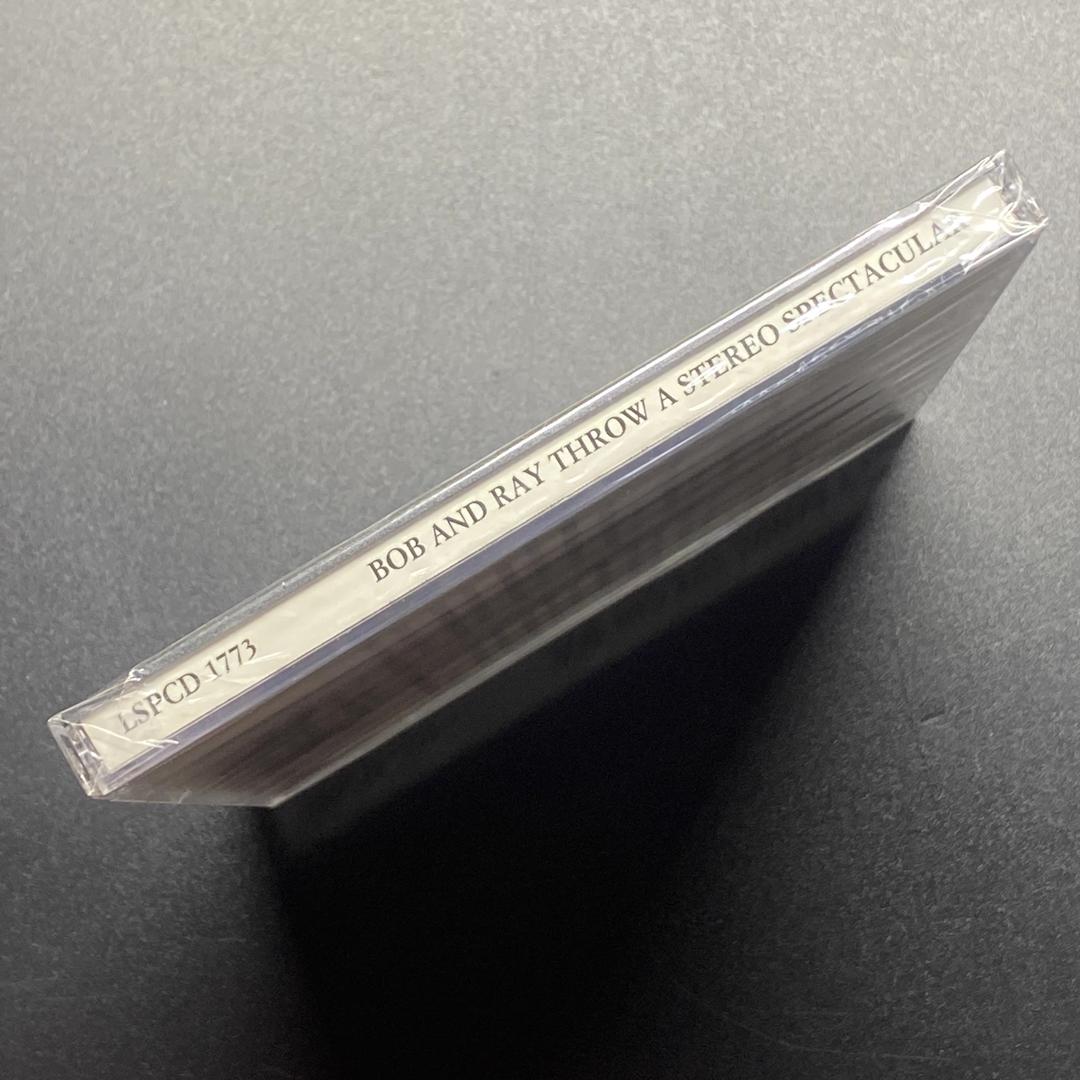 LSPCD 1773 BOB AND RAY THROW A STEREO SPECTACULAR